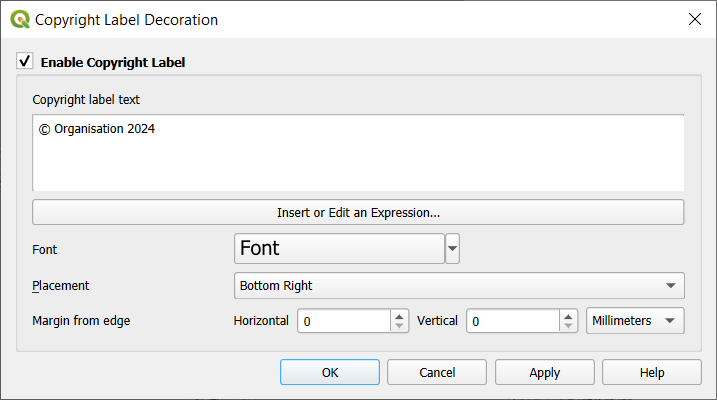 Copyright Label Decoration
Enable Copyright Label
Copyright label text
© Organisation 2024
Insert or Edit an Expression...
Font Font
Placement Bottom Right
Margin from edge Horizontal 0 Vertical 0 Millimeters
OK Cancel Apply Help